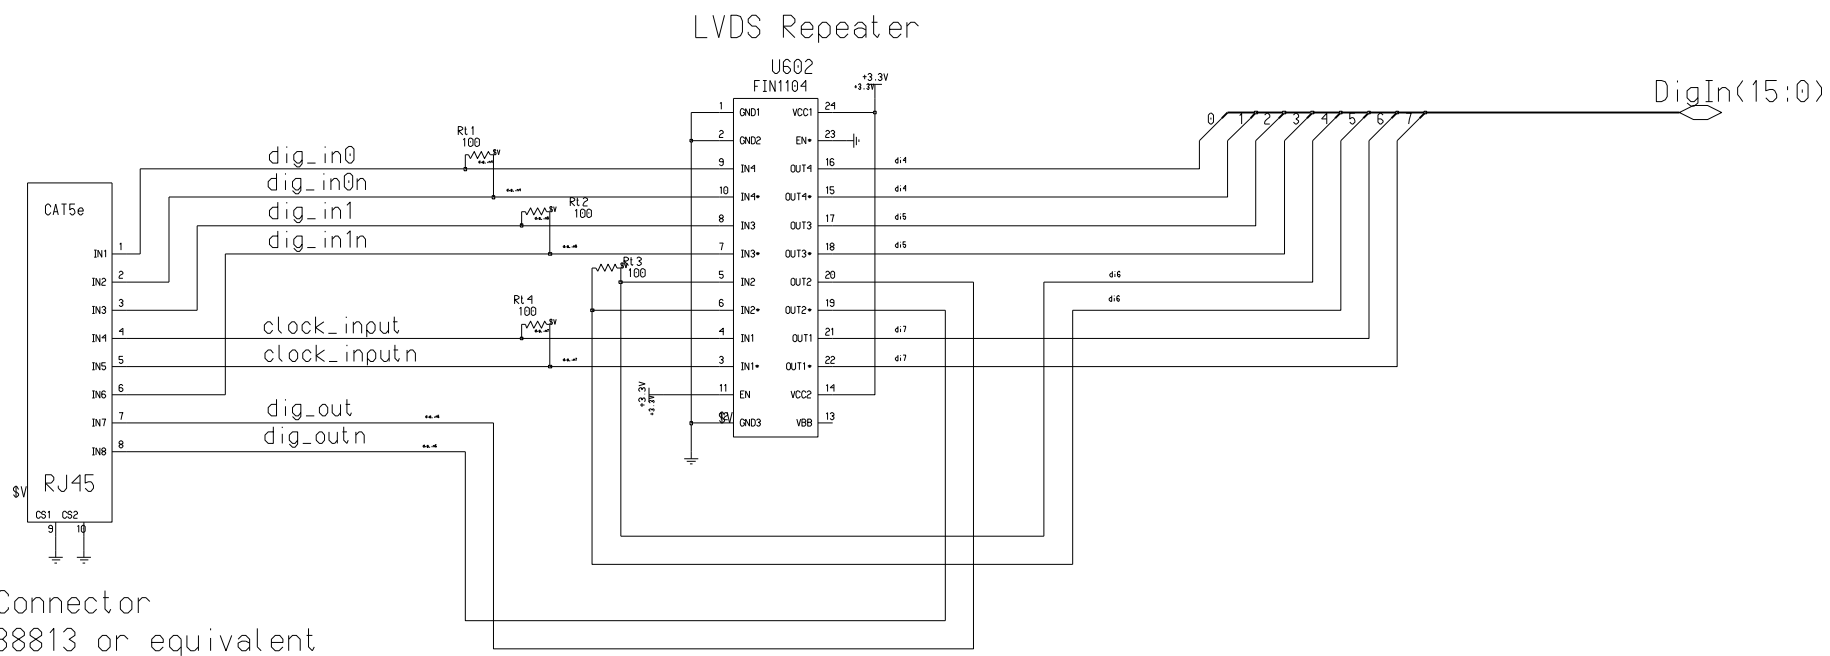 LVDS Repeater
U602
FIN1104
+3.3V
+3.3V
DigIn(15:0)
0 1 2 3 4 5 6 7
1 GND1 VCC1 24
2 GND2 EN* 23
9 IN4 OUT4 16 di4
10 IN4* OUT4* 15 di4
8 IN3 OUT3 17 di5
7 IN3* OUT3* 18 di5
5 IN2 OUT2 20 di6
6 IN2* OUT2* 19 di6
4 IN1 OUT1 21 di7
3 IN1* OUT1* 22 di7
11 EN VCC2 14
GND3 VBB 13
$V
+3.3V
+3.3V
Rt1
100
$V
Rt2
100
$V
Rt3
100
Rt4
100
$V
dig_in0
dig_in0n
dig_in1
dig_in1n
clock_input
clock_inputn
dig_out
dig_outn
CAT5e
IN1 1
IN2 2
IN3 3
IN4 4
IN5 5
IN6 6
IN7 7
IN8 8
RJ45
$V
CS1 CS2
9 10
Connector
38813 or equivalent